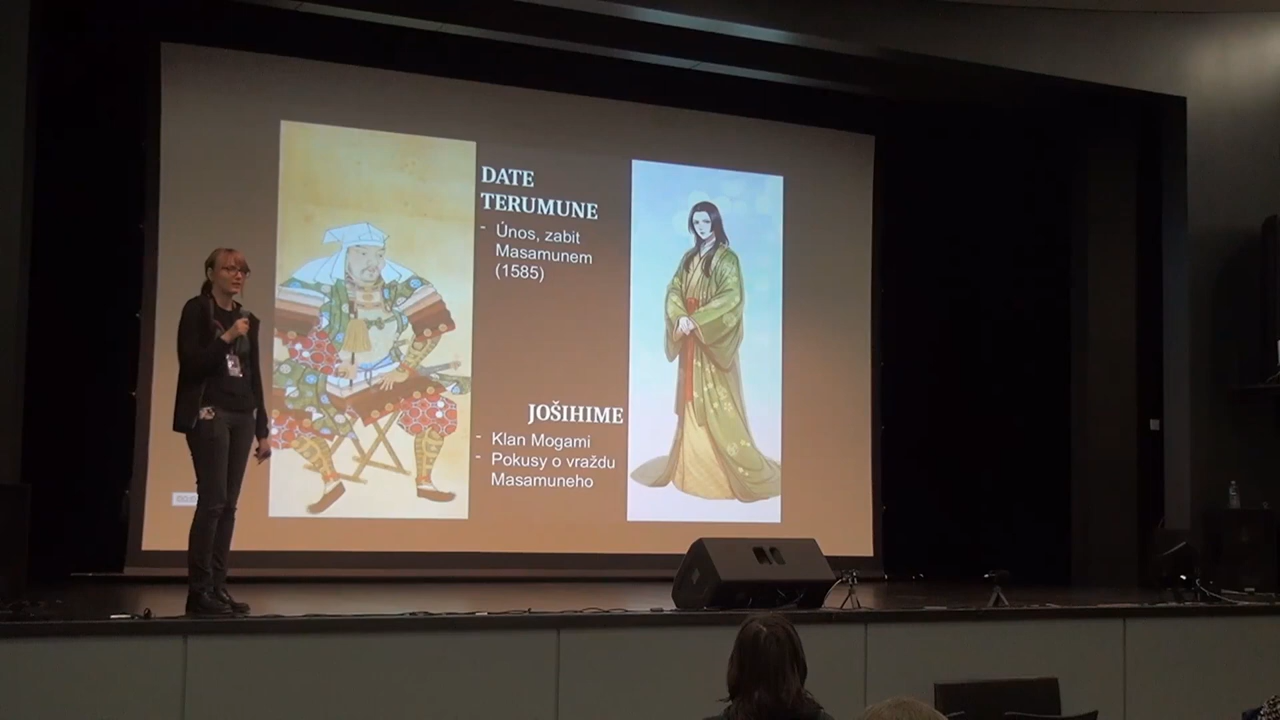 DATE
TERUMUNE
- Únos, zabit
Masamunem
(1585)
JOŠIHIME
- Klan Mogami
- Pokusy o vraždu
Masamuneho